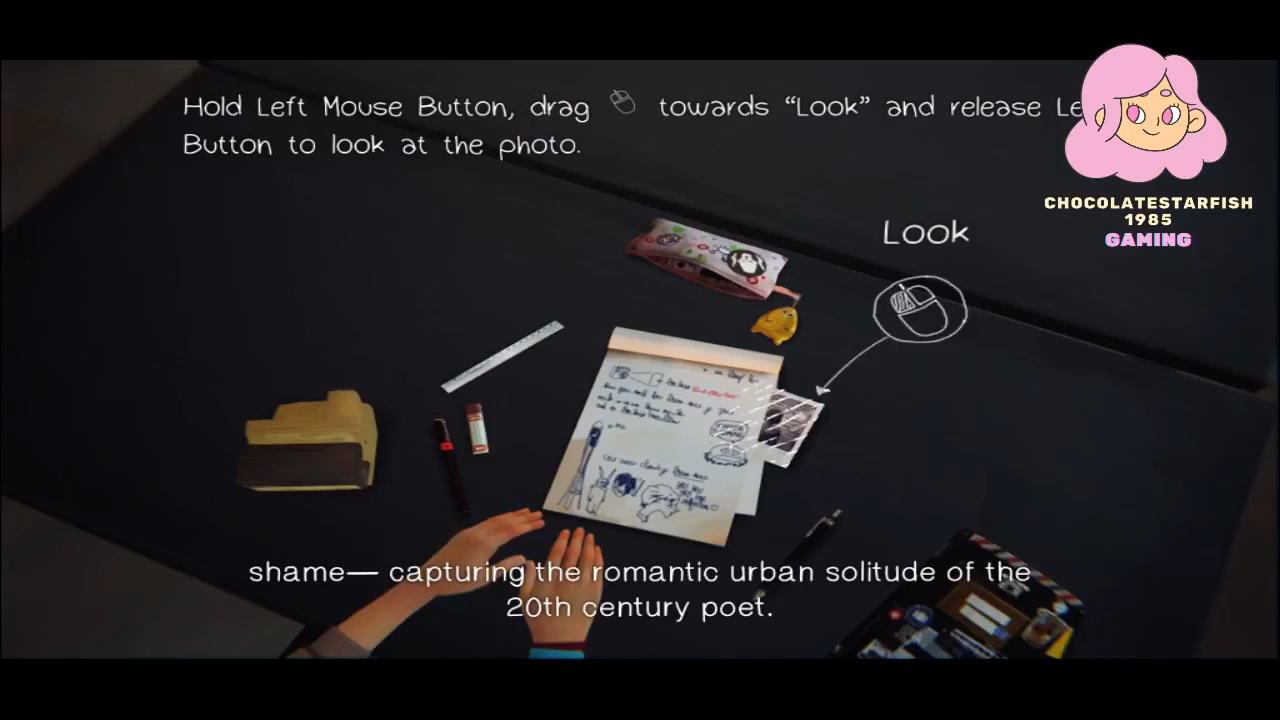 Hold Left Mouse Button, drag towards “Look” and release Le
Button to look at the photo.
CHOCOLATESTARFISH
1985
GAMING
Look
shame— capturing the romantic urban solitude of the
20th century poet.